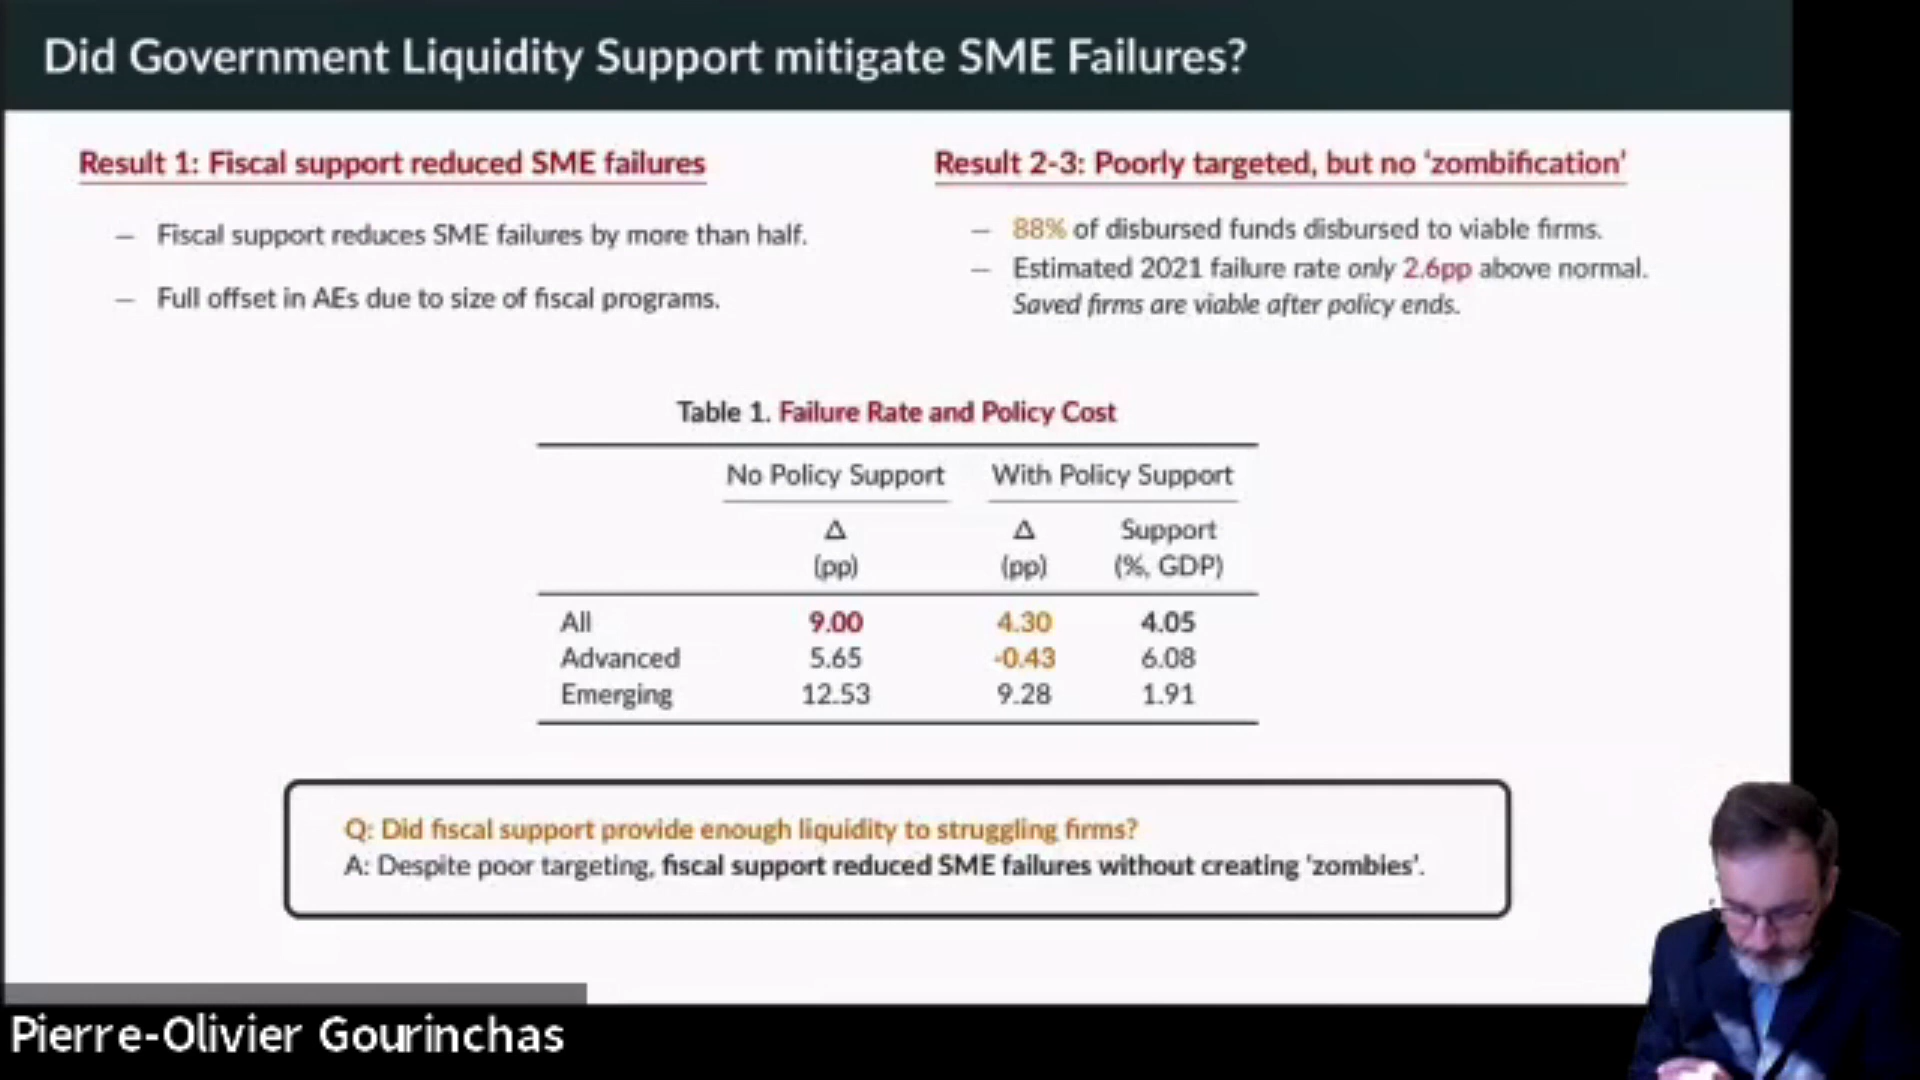 Did Government Liquidity Support mitigate SME Failures?
Result 1: Fiscal support reduced SME failures
– Fiscal support reduces SME failures by more than half.
– Full offset in AEs due to size of fiscal programs.
Result 2-3: Poorly targeted, but no ‘zombification’
– 88% of disbursed funds disbursed to viable firms.
– Estimated 2021 failure rate only 2.6pp above normal.
Saved firms are viable after policy ends.
Table 1. Failure Rate and Policy Cost
No Policy Support With Policy Support
Δ Δ Support
(pp) (pp) (%, GDP)
All 9.00 4.30 4.05
Advanced 5.65 -0.43 6.08
Emerging 12.53 9.28 1.91
Q: Did fiscal support provide enough liquidity to struggling firms?
A: Despite poor targeting, fiscal support reduced SME failures without creating ‘zombies’.
Pierre-Olivier Gourinchas